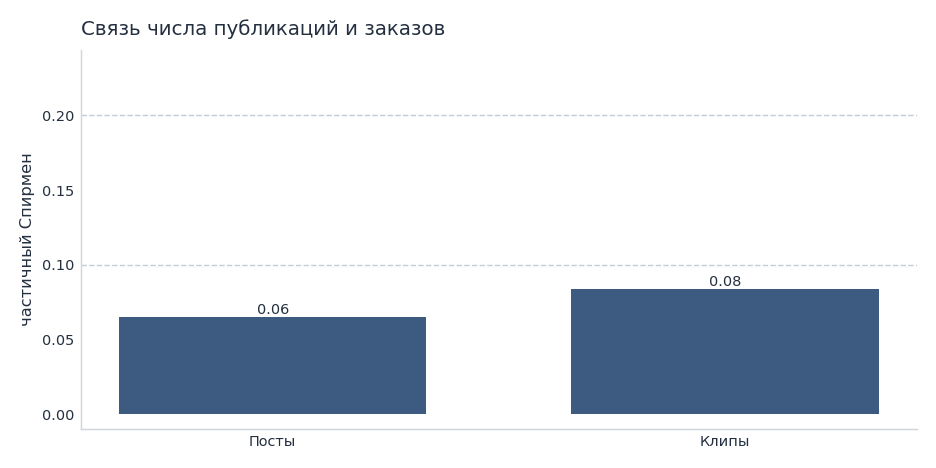 Связь числа публикаций и заказов
частичный Спирмен
0.20
0.15
0.10
0.05
0.00
0.06
0.08
Посты
Клипы